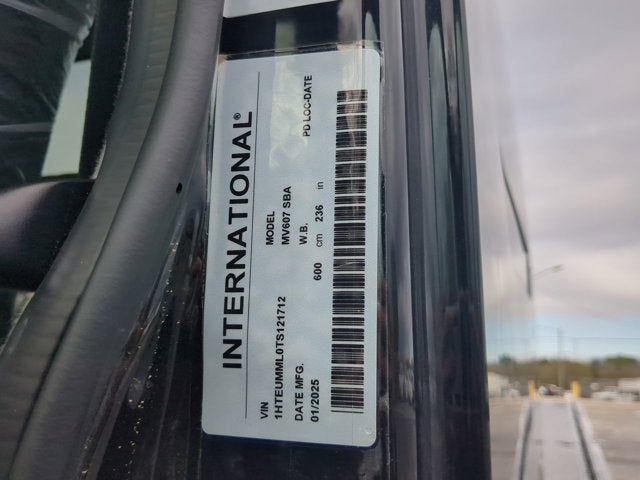 INTERNATIONAL®
VIN
1HTEUMML0TS121712
DATE MFG.
01/2025
MODEL
MV607 SBA
W.B.
600 cm 236 in
PD LOC-DATE